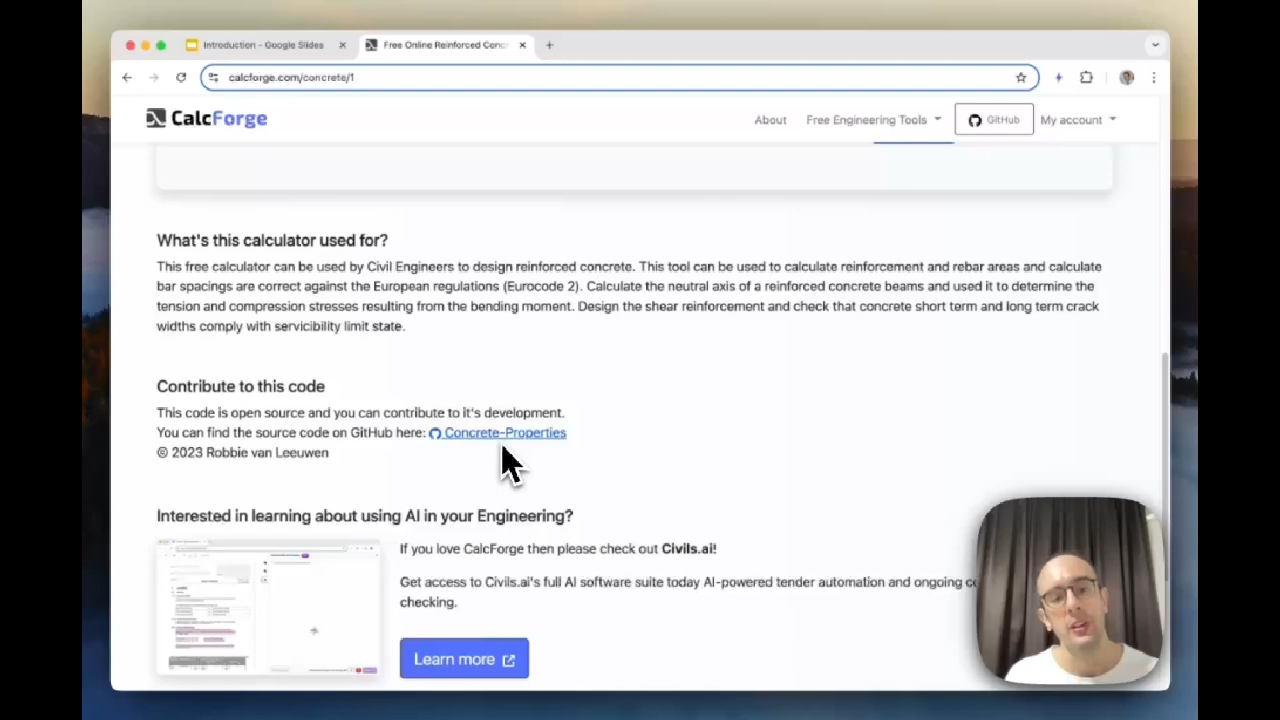 Introduction - Google Slides
Free Online Reinforced Conc
calcforge.com/concrete/1
CalcForge
About
Free Engineering Tools
GitHub
My account
What's this calculator used for?
This free calculator can be used by Civil Engineers to design reinforced concrete. This tool can be used to calculate reinforcement and rebar areas and calculate
bar spacings are correct against the European regulations (Eurocode 2). Calculate the neutral axis of a reinforced concrete beams and used it to determine the
tension and compression stresses resulting from the bending moment. Design the shear reinforcement and check that concrete short term and long term crack
widths comply with servicibility limit state.
Contribute to this code
This code is open source and you can contribute to it's development.
You can find the source code on GitHub here: Concrete-Properties
© 2023 Robbie van Leeuwen
Interested in learning about using AI in your Engineering?
If you love CalcForge then please check out Civils.ai!
Get access to Civils.ai's full AI software suite today AI-powered tender automation and ongoing
checking.
Learn more